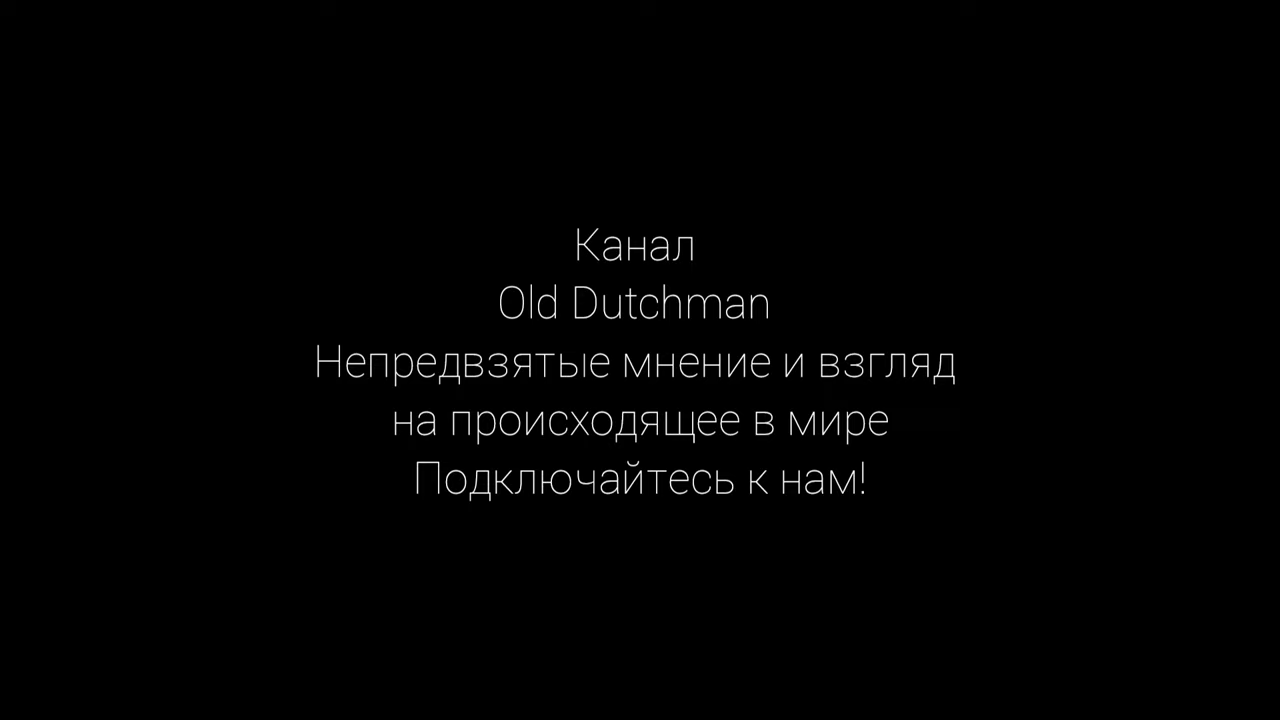 Канал
Old Dutchman
Непредвзятые мнение и взгляд
на происходящее в мире
Подключайтесь к нам!